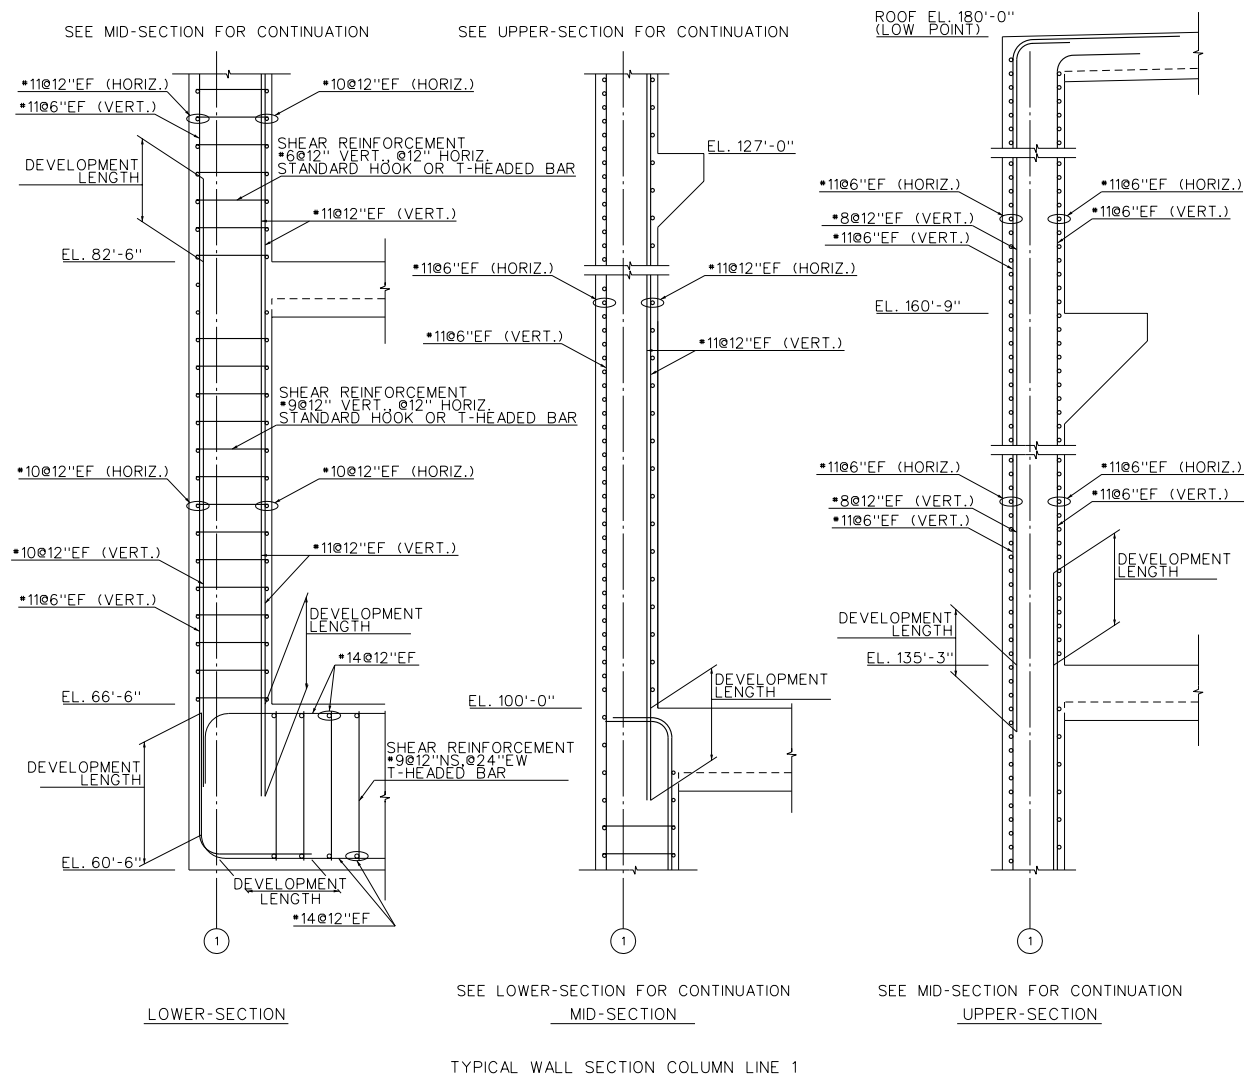 SEE MID-SECTION FOR CONTINUATION
#11@12"EF (HORIZ.)
#11@6"EF (VERT.)
#10@12"EF (HORIZ.)
SHEAR REINFORCEMENT
#6@12" VERT., @12" HORIZ.
STANDARD HOOK OR T-HEADED BAR
DEVELOPMENT
LENGTH
#11@12"EF (VERT.)
EL. 82'-6"
SHEAR REINFORCEMENT
#9@12" VERT., @12" HORIZ.
STANDARD HOOK OR T-HEADED BAR
#10@12"EF (HORIZ.)
#10@12"EF (HORIZ.)
#10@12"EF (VERT.)
#11@12"EF (VERT.)
#11@6"EF (VERT.)
DEVELOPMENT
LENGTH
#14@12"EF
EL. 66'-6"
SHEAR REINFORCEMENT
#9@12"NS,@24"EW
T-HEADED BAR
DEVELOPMENT
LENGTH
EL. 60'-6"
DEVELOPMENT
LENGTH
#14@12"EF
1
LOWER-SECTION
SEE UPPER-SECTION FOR CONTINUATION
EL. 127'-0"
#11@6"EF (HORIZ.)
#11@12"EF (HORIZ.)
#11@6"EF (VERT.)
#11@12"EF (VERT.)
DEVELOPMENT
LENGTH
EL. 100'-0"
1
SEE LOWER-SECTION FOR CONTINUATION
MID-SECTION
ROOF EL. 180'-0"
(LOW POINT)
#11@6"EF (HORIZ.)
#11@6"EF (HORIZ.)
#8@12"EF (VERT.)
#11@6"EF (VERT.)
#11@6"EF (VERT.)
EL. 160'-9"
#11@6"EF (HORIZ.)
#11@6"EF (HORIZ.)
#8@12"EF (VERT.)
#11@6"EF (VERT.)
#11@6"EF (VERT.)
DEVELOPMENT
LENGTH
DEVELOPMENT
LENGTH
EL. 135'-3"
1
SEE MID-SECTION FOR CONTINUATION
UPPER-SECTION
TYPICAL WALL SECTION COLUMN LINE 1